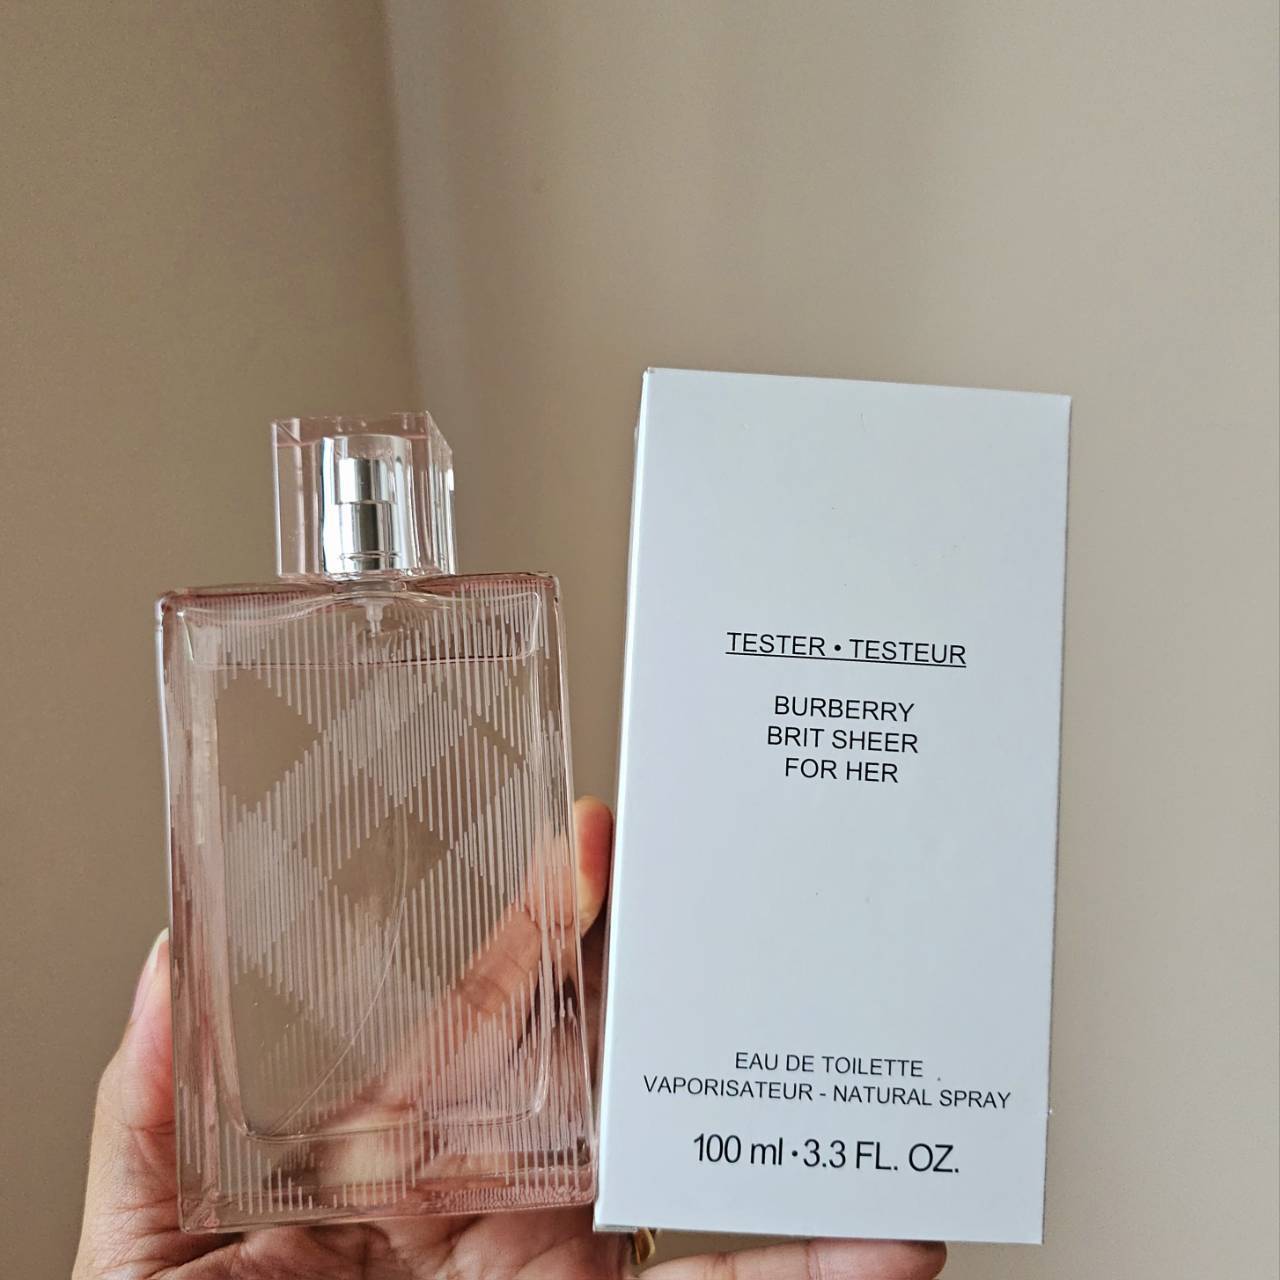 TESTER • TESTEUR
BURBERRY
BRIT SHEER
FOR HER
EAU DE TOILETTE
VAPORISATEUR - NATURAL SPRAY
100 ml • 3.3 FL. OZ.